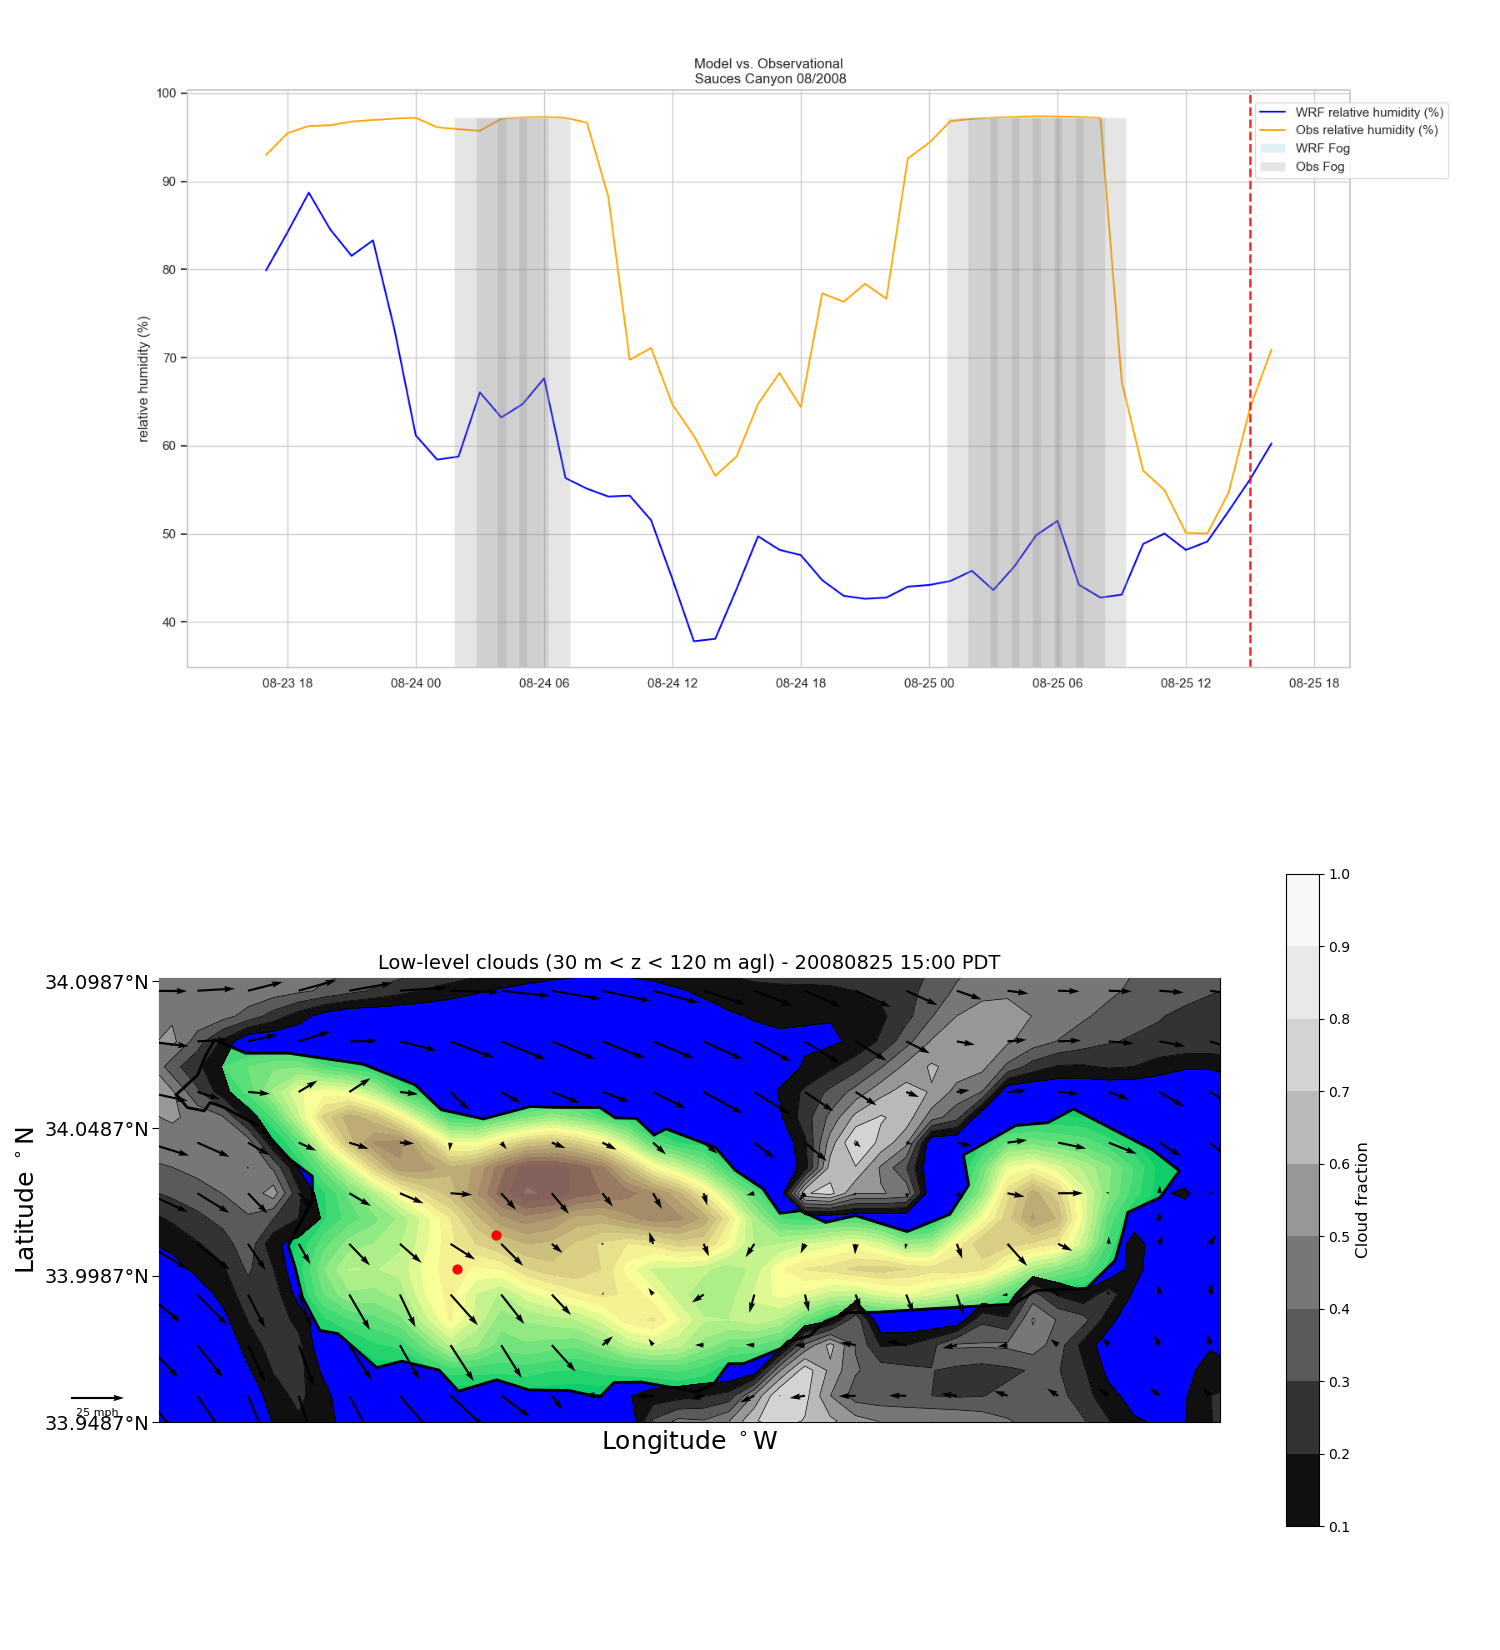 Model vs. Observational
Sauces Canyon 08/2008
100
90
80
70
60
50
40
relative humidity (%)
WRF relative humidity (%)
Obs relative humidity (%)
WRF Fog
Obs Fog
08-23 18
08-24 00
08-24 06
08-24 12
08-24 18
08-25 00
08-25 06
08-25 12
08-25 18
Low-level clouds (30 m < z < 120 m agl) - 20080825 15:00 PDT
34.0987°N
34.0487°N
33.9987°N
33.9487°N
Latitude °N
25 mph
Longitude °W
1.0
0.9
0.8
0.7
0.6
0.5
0.4
0.3
0.2
0.1
Cloud fraction